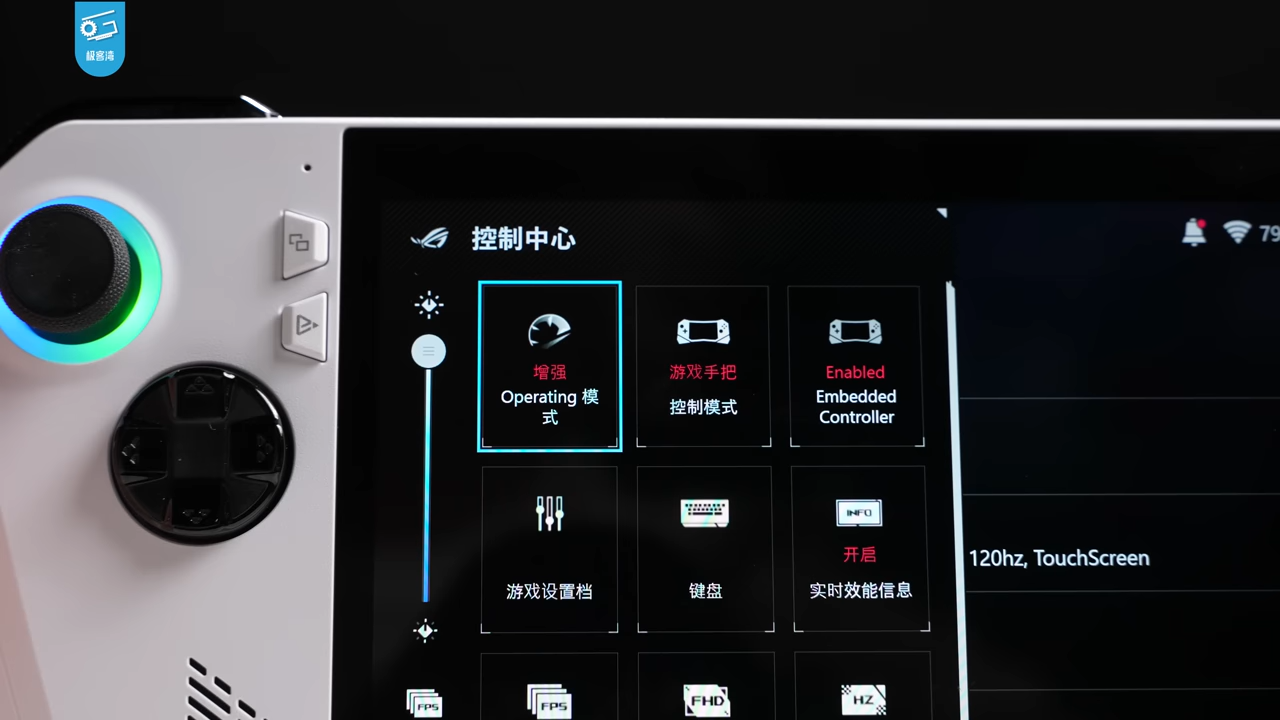 极客湾
控制中心
79
增强
Operating 模
式
游戏手把
控制模式
Enabled
Embedded
Controller
游戏设置档
键盘
INFO
开启
实时效能信息
120hz, TouchScreen
FPS
FPS
FHD
HZ